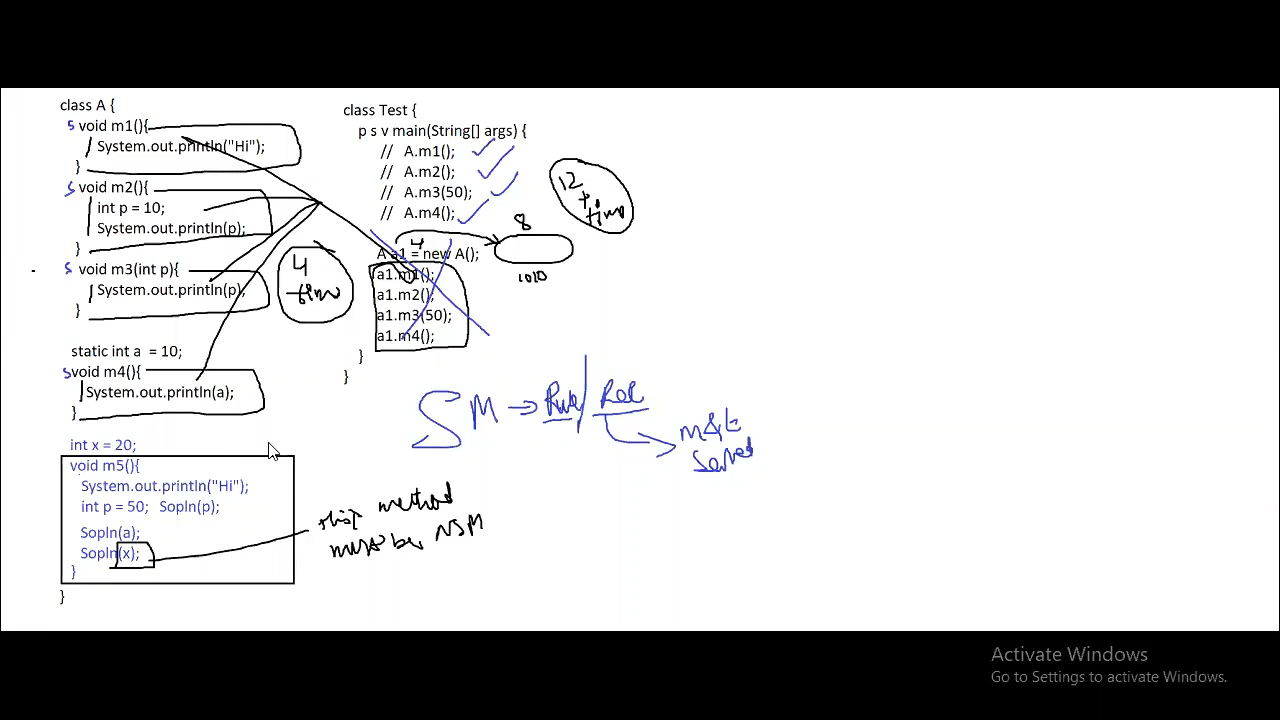 class A {
S void m1(){
System.out.println("Hi");
}
S void m2(){
int p = 10;
System.out.println(p);
}
S void m3(int p){
System.out.println(p);
}
static int a = 10;
S void m4(){
System.out.println(a);
}
int x = 20;
void m5(){
System.out.println("Hi");
int p = 50; Sopln(p);
Sopln(a);
Sopln(x);
}
}
class Test {
p s v main(String[] args) {
// A.m1();
// A.m2();
// A.m3(50);
// A.m4();
A a1 = new A();
a1.m1();
a1.m2();
a1.m3(50);
a1.m4();
}
}
4
8
1010
12
+
time
4
time
SM →
M &
method
must be NSM
Activate Windows
Go to Settings to activate Windows.